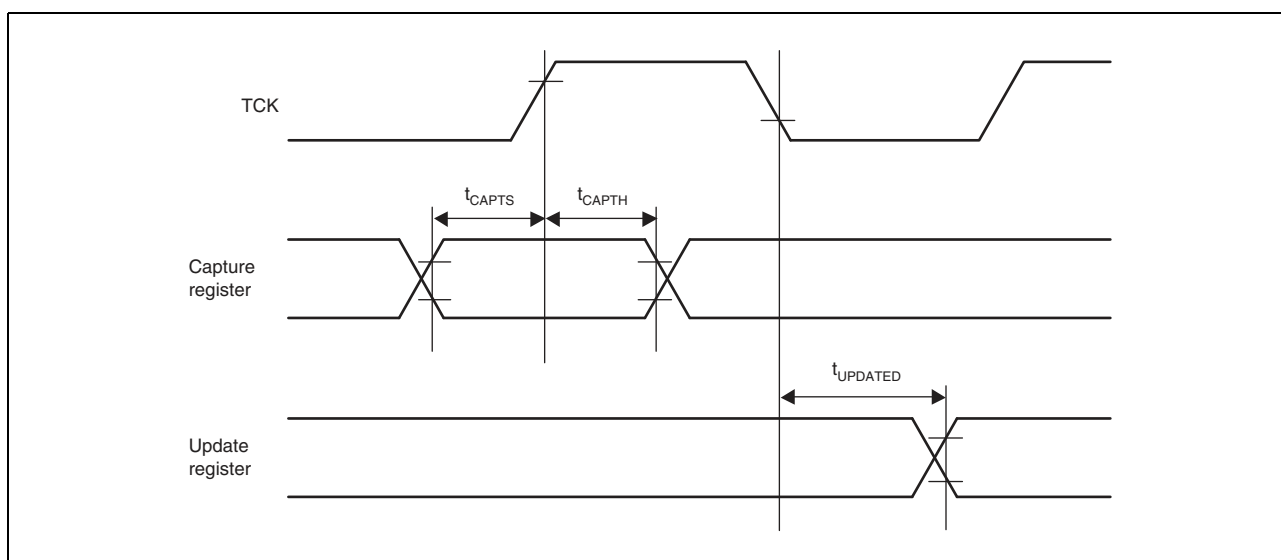 TCK
tCAPTS
tCAPTH
Capture
register
tUPDATED
Update
register